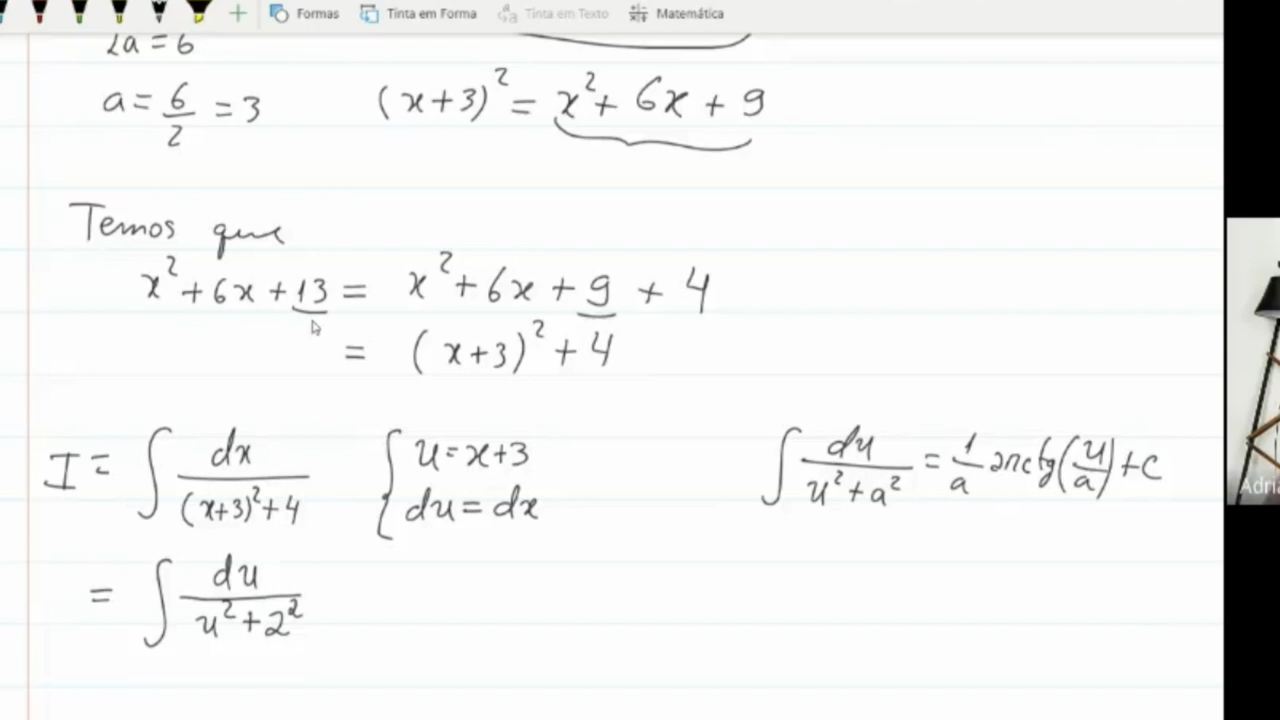 Formas Tinta em Forma Tinta em Texto Matemática
2a = 6
a = 6/2 = 3
(x+3)² = x² + 6x + 9
Temos que
x² + 6x + 13 = x² + 6x + 9 + 4
= (x+3)² + 4
I = ∫ dx/((x+3)²+4) { u = x+3
du = dx
∫ du/(u²+a²) = 1/a arctg(u/a) + C
= ∫ du/(u²+2²)
Adria